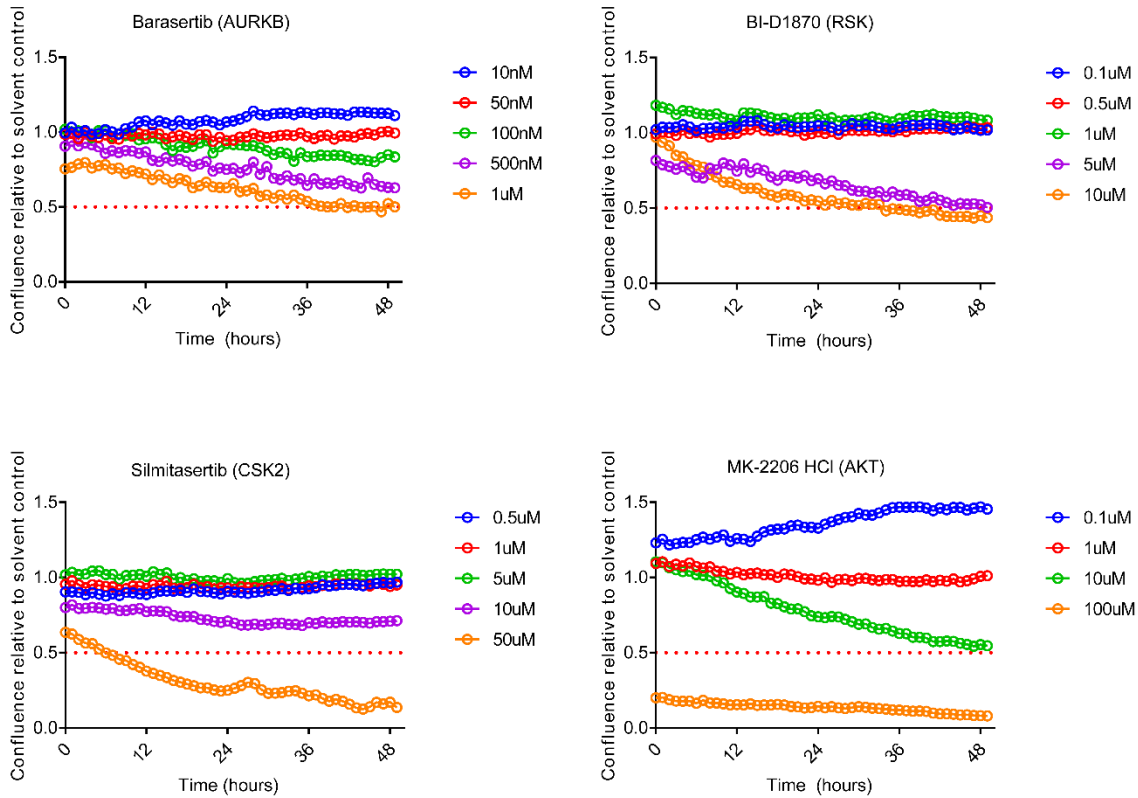 Barasertib (AURKB)
Confluence relative to solvent control
1.5
1.0
0.5
0.0
0
12
24
36
48
Time (hours)
10nM
50nM
100nM
500nM
1uM
BI-D1870 (RSK)
Confluence relative to solvent control
1.5
1.0
0.5
0.0
0
12
24
36
48
Time (hours)
0.1uM
0.5uM
1uM
5uM
10uM
Silmitasertib (CSK2)
Confluence relative to solvent control
1.5
1.0
0.5
0.0
0
12
24
36
48
Time (hours)
0.5uM
1uM
5uM
10uM
50uM
MK-2206 HCl (AKT)
Confluence relative to solvent control
1.5
1.0
0.5
0.0
0
12
24
36
48
Time (hours)
0.1uM
1uM
10uM
100uM